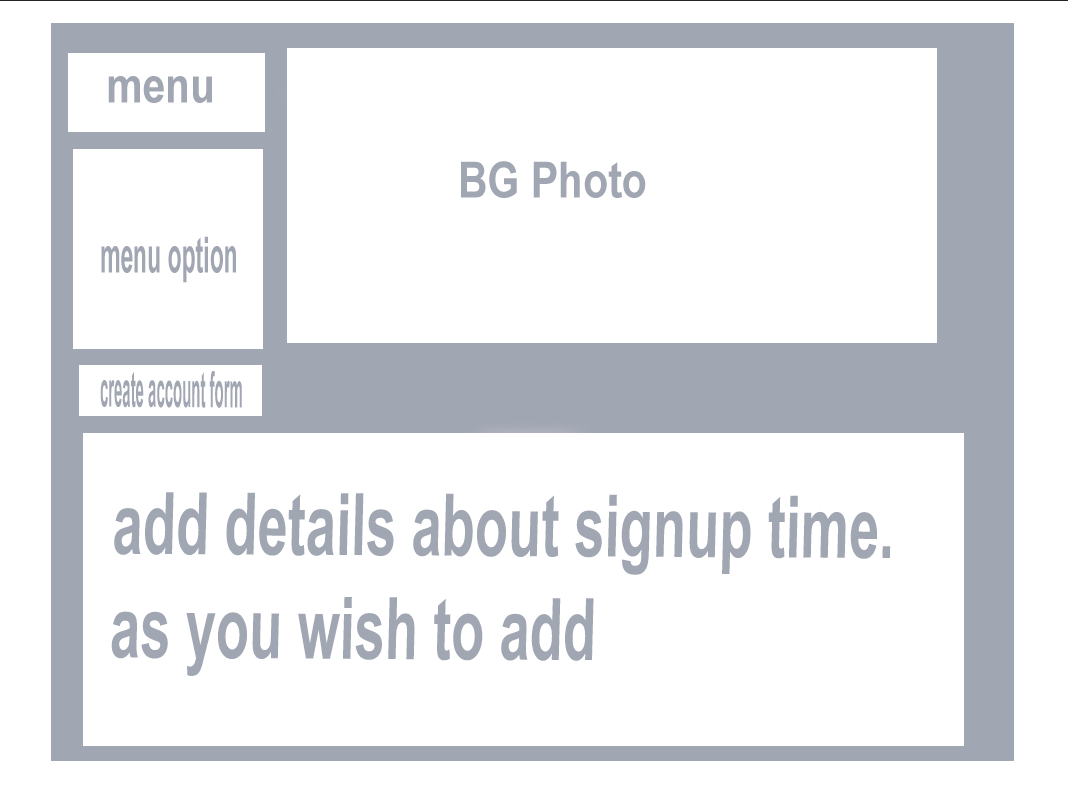 menu
BG Photo
menu option
create account form
add details about signup time.
as you wish to add